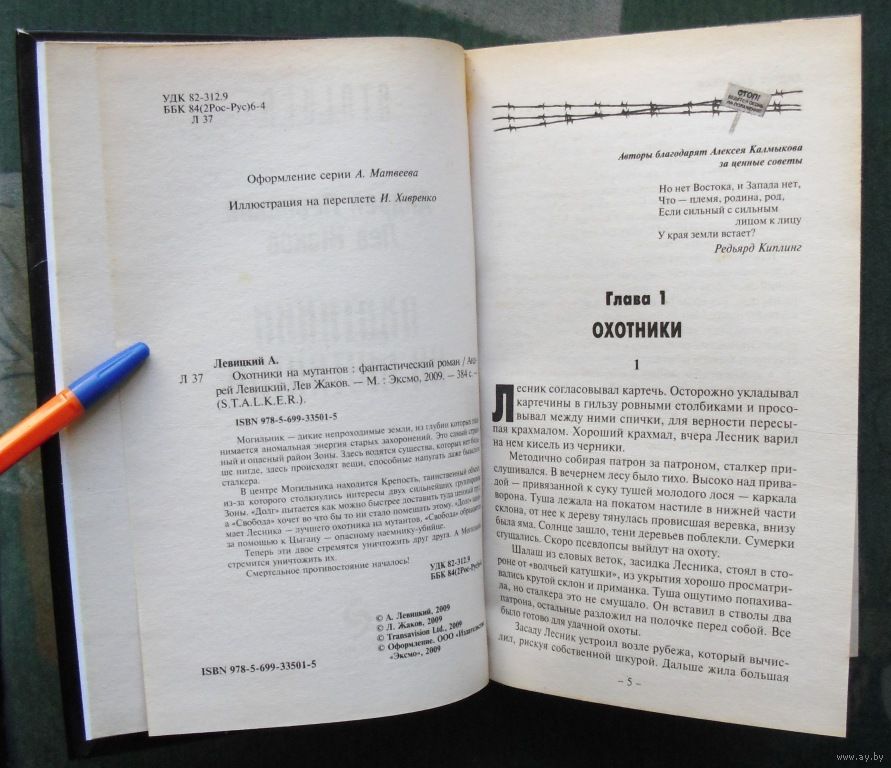 УДК 82-312.9
ББК 84(2Рос-Рус)6-4
Л 37
Оформление серии А. Матвеева
Иллюстрация на переплете И. Хивренко
Левицкий А.
Л 37 Охотники на мутантов : фантастический роман / Анд-
рей Левицкий, Лев Жаков. — М. : Эксмо, 2009. — 384 с. —
(S.T.A.L.K.E.R.).
ISBN 978-5-699-33501-5
Могильник — дикие непроходимые земли, из глубин которых под-
нимается аномальная энергия старых захоронений. Это самый
ный и опасный район Зоны. Здесь водятся существа, которых нет
ше нигде, здесь происходят вещи, способные напугать даже
сталкера.
В центре Могильника находится Крепость, таинственный
из-за которого столкнулись интересы двух сильнейших группировок
Зоны. «Долг» пытается как можно быстрее доставить туда ценный
а «Свобода» хочет во что бы то ни стало помешать этому. «Долг»
мает Лесника — лучшего охотника на мутантов, «Свобода» обращается
за помощью к Цыгану — опасному наемнику-убийце.
Теперь эти двое стремятся уничтожить друг друга. А Могильник
стремится уничтожить их.
Смертельное противостояние началось!
УДК 82-312.9
ББК 84(2Рос-Рус)6-4
© А. Левицкий, 2009
© Л. Жаков, 2009
© Transavision Ltd., 2009
© Оформление. ООО «Издательство
«Эксмо», 2009
ISBN 978-5-699-33501-5
СТОП!
ВЕДЕТСЯ ОГОНЬ
НА ПОРАЖЕНИЕ
Авторы благодарят Алексея Калмыкова
за ценные советы
Но нет Востока, и Запада нет,
Что — племя, родина, род,
Если сильный с сильным
лицом к лицу
У края земли встает?
Редьярд Киплинг
Глава 1
ОХОТНИКИ
1
Лесник согласовывал картечь. Осторожно укладывал
картечины в гильзу ровными столбиками и просо-
вывал между ними спички, для верности пересы-
пая крахмалом. Хороший крахмал, вчера Лесник варил
на нем кисель из черники.
Методично собирая патрон за патроном, сталкер при-
слушивался. В вечернем лесу было тихо. Высоко над прива-
дой — привязанной к суку тушей молодого лося — каркала
ворона. Туша лежала на покатом настиле в нижней части
склона, от нее к дереву тянулась провисшая веревка, внизу
была яма. Солнце зашло, тени деревьев поблекли. Сумерки
сгущались. Скоро псевдопсы выйдут на охоту.
Шалаш из еловых веток, засидка Лесника, стоял в сто-
роне от «волчьей катушки», из укрытия хорошо просматри-
вались крутой склон и приманка. Туша ощутимо попахива-
ла, но сталкера это не смущало. Он вставил в стволы два
патрона, остальные разложил на полочке перед собой. Все
было готово для удачной охоты.
Засаду Лесник устроил возле рубежа, который вычис-
лил, рискуя собственной шкурой. Дальше жила большая
– 5 –
www.ay.by